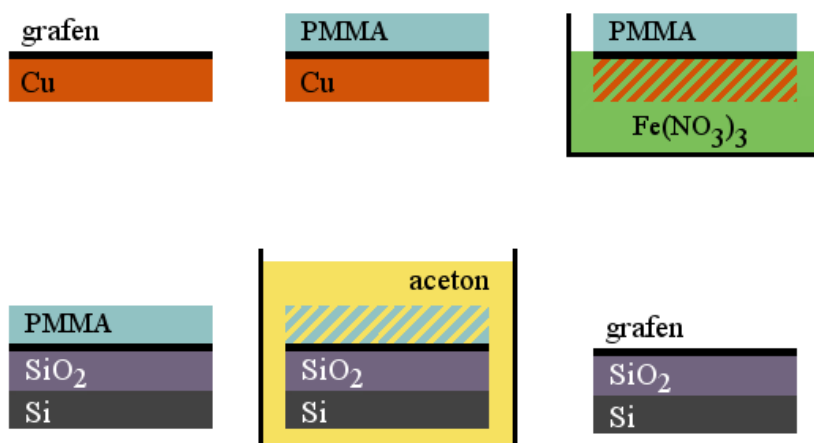 grafen
Cu
PMMA
Cu
PMMA
Fe(NO₃)₃
PMMA
SiO₂
Si
aceton
SiO₂
Si
grafen
SiO₂
Si